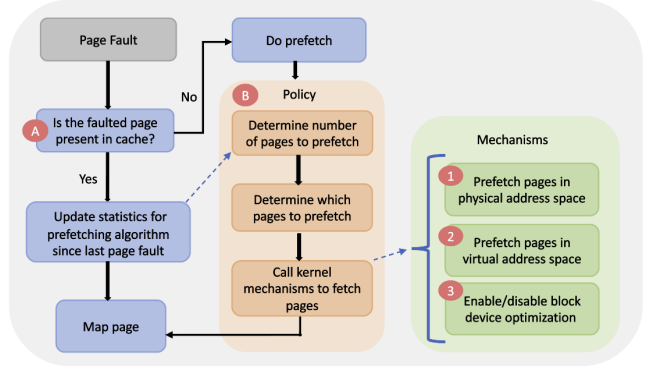 Page Fault
Do prefetch
No
A
Is the faulted page
present in cache?
Yes
Update statistics for
prefetching algorithm
since last page fault
Map page
B
Policy
Determine number
of pages to prefetch
Determine which
pages to prefetch
Call kernel
mechanisms to fetch
pages
Mechanisms
1
Prefetch pages in
physical address space
2
Prefetch pages in
virtual address space
3
Enable/disable block
device optimization